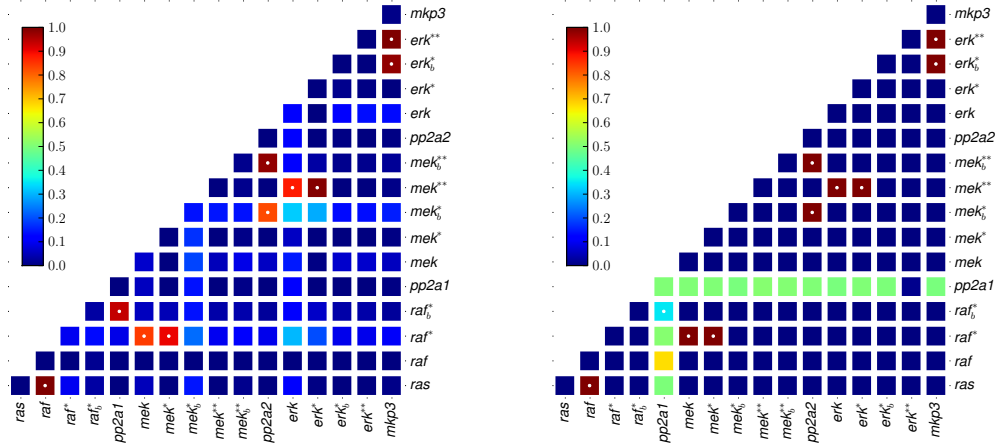 mkp3
erk**
erk*b
erk*
erk
pp2a2
mek**b
mek**
mek*b
mek*
mek
pp2a1
raf*b
raf*
raf
ras
1.0
0.9
0.8
0.7
0.6
0.5
0.4
0.3
0.2
0.1
0.0
ras
raf
raf*
raf*b
pp2a1
mek
mek*
mek*b
mek**
mek**b
pp2a2
erk
erk*
erk*b
erk**
mkp3
mkp3
erk**
erk*b
erk*
erk
pp2a2
mek**b
mek**
mek*b
mek*
mek
pp2a1
raf*b
raf*
raf
ras
1.0
0.9
0.8
0.7
0.6
0.5
0.4
0.3
0.2
0.1
0.0
ras
raf
raf*
raf*b
pp2a1
mek
mek*
mek*b
mek**
mek**b
pp2a2
erk
erk*
erk*b
erk**
mkp3